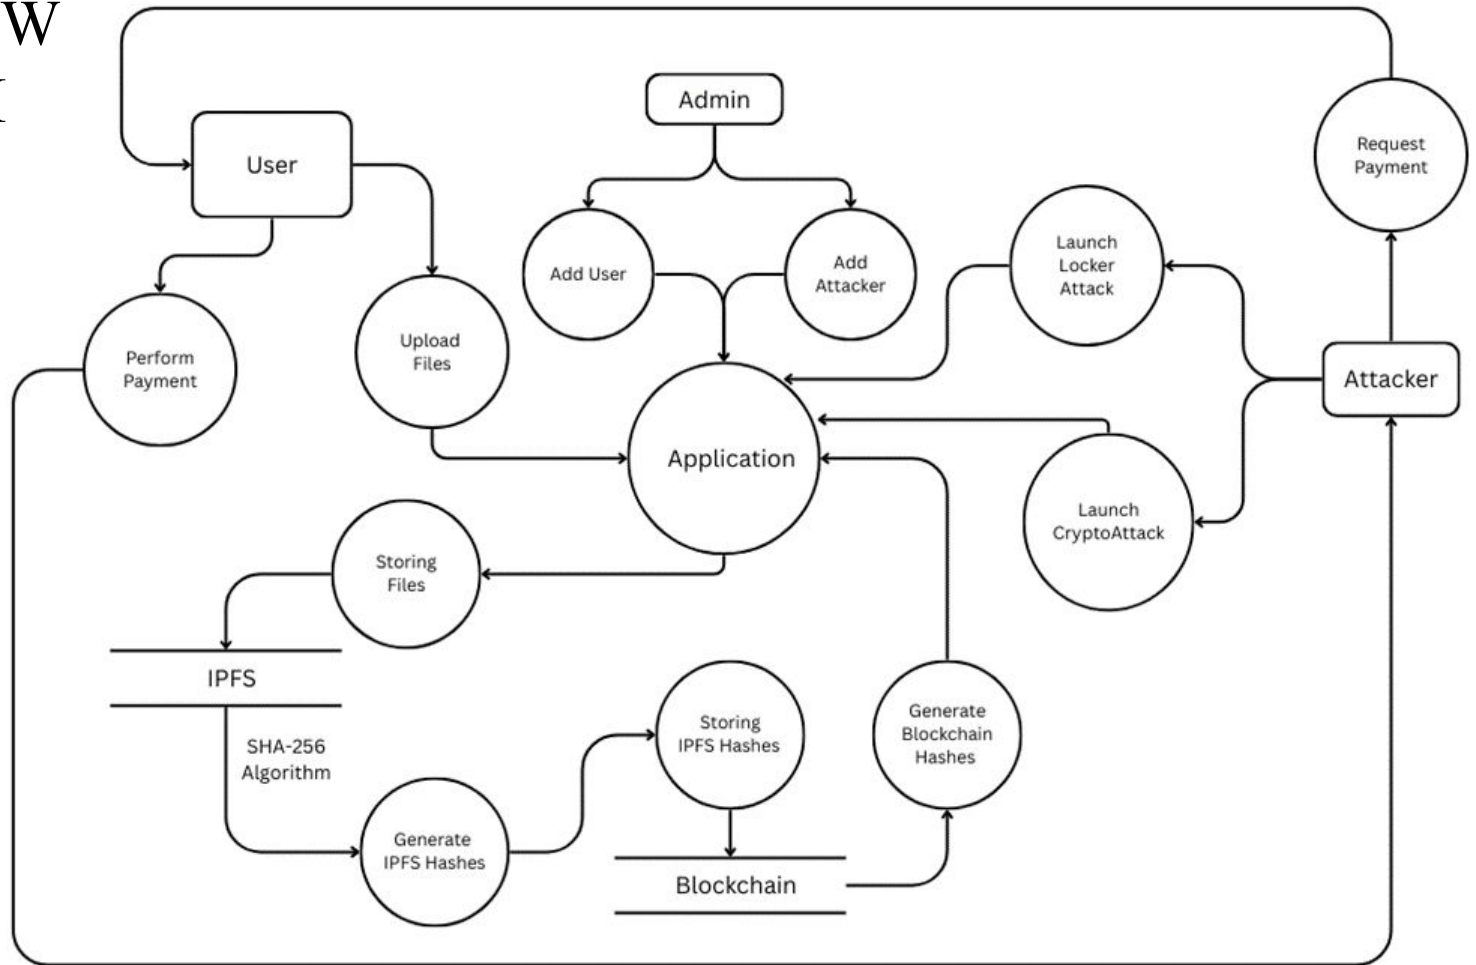 W
Admin
User
Request
Payment
Launch
Locker
Attack
Add User
Add
Attacker
Upload
Files
Perform
Payment
Attacker
Application
Launch
CryptoAttack
Storing
Files
IPFS
SHA-256
Algorithm
Storing
IPFS Hashes
Generate
Blockchain
Hashes
Generate
IPFS Hashes
Blockchain